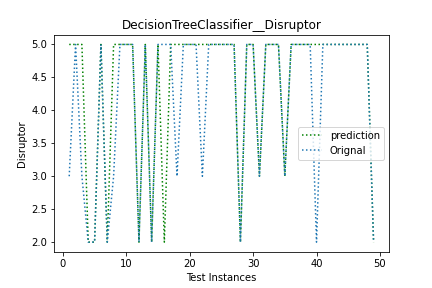 DecisionTreeClassifier__Disruptor
5.0
4.5
4.0
3.5
3.0
2.5
2.0
Disruptor
prediction
Orignal
0
10
20
30
40
50
Test Instances